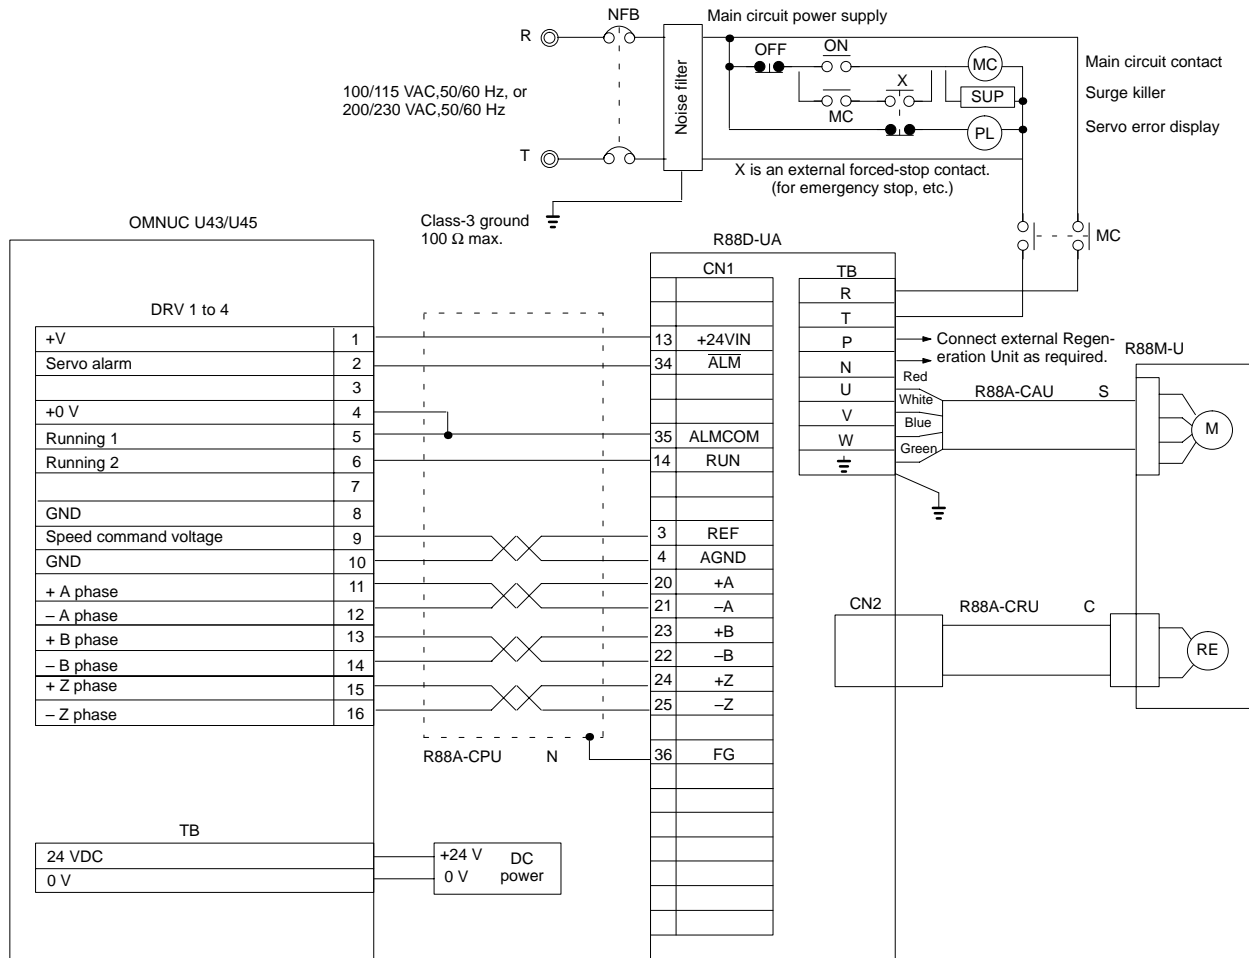 NFB
Main circuit power supply
R
OFF
ON
MC
Main circuit contact
X
SUP
Surge killer
MC
PL
Servo error display
100/115 VAC,50/60 Hz, or
200/230 VAC,50/60 Hz
Noise filter
T
X is an external forced-stop contact.
(for emergency stop, etc.)
Class-3 ground
100 Ω max.
MC
OMNUC U43/U45
DRV 1 to 4
+V 1
Servo alarm 2
3
+0 V 4
Running 1 5
Running 2 6
7
GND 8
Speed command voltage 9
GND 10
+ A phase 11
– A phase 12
+ B phase 13
– B phase 14
+ Z phase 15
– Z phase 16
TB
24 VDC
0 V
+24 V
0 V
DC
power
R88A-CPU N
R88D-UA
CN1
13 +24VIN
34 ALM
35 ALMCOM
14 RUN
3 REF
4 AGND
20 +A
21 –A
23 +B
22 –B
24 +Z
25 –Z
36 FG
TB
R
T
P
N
U
V
W
Connect external Regen-
eration Unit as required.
Red
White
Blue
Green
R88A-CAU S
R88M-U
M
CN2
R88A-CRU C
RE